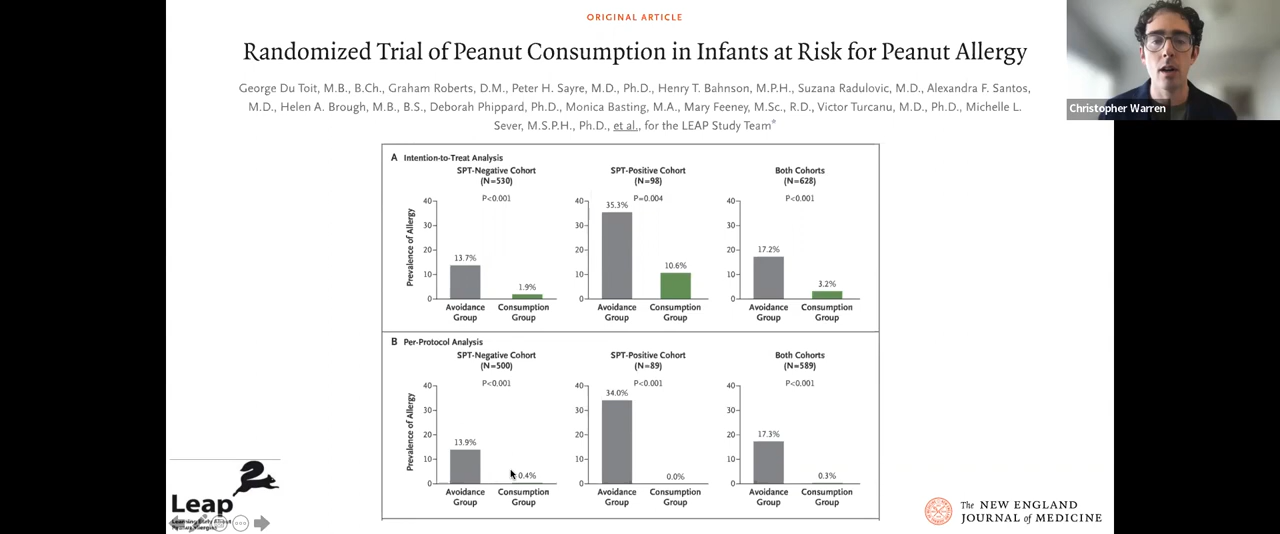 ORIGINAL ARTICLE
Randomized Trial of Peanut Consumption in Infants at Risk for Peanut Allergy
George Du Toit, M.B., B.Ch., Graham Roberts, D.M., Peter H. Sayre, M.D., Ph.D., Henry T. Bahnson, M.P.H., Suzana Radulovic, M.D., Alexandra F. Santos,
M.D., Helen A. Brough, M.B., B.S., Deborah Phippard, Ph.D., Monica Basting, M.A., Mary Feeney, M.Sc., R.D., Victor Turcanu, M.D., Ph.D., Michelle L.
Sever, M.S.P.H., Ph.D., et al., for the LEAP Study Team*
Christopher Warren
A Intention-to-Treat Analysis
SPT-Negative Cohort
(N=530)
P<0.001
Prevalence of Allergy
40
30
20
10
0
13.7%
1.9%
Avoidance
Group
Consumption
Group
SPT-Positive Cohort
(N=98)
P=0.004
40
30
20
10
0
35.3%
10.6%
Avoidance
Group
Consumption
Group
Both Cohorts
(N=628)
P<0.001
40
30
20
10
0
17.2%
3.2%
Avoidance
Group
Consumption
Group
B Per-Protocol Analysis
SPT-Negative Cohort
(N=500)
P<0.001
Prevalence of Allergy
40
30
20
10
0
13.9%
0.4%
Avoidance
Group
Consumption
Group
SPT-Positive Cohort
(N=89)
P<0.001
40
30
20
10
0
34.0%
0.0%
Avoidance
Group
Consumption
Group
Both Cohorts
(N=589)
P<0.001
40
30
20
10
0
17.3%
0.3%
Avoidance
Group
Consumption
Group
Leap
The NEW ENGLAND
JOURNAL of MEDICINE